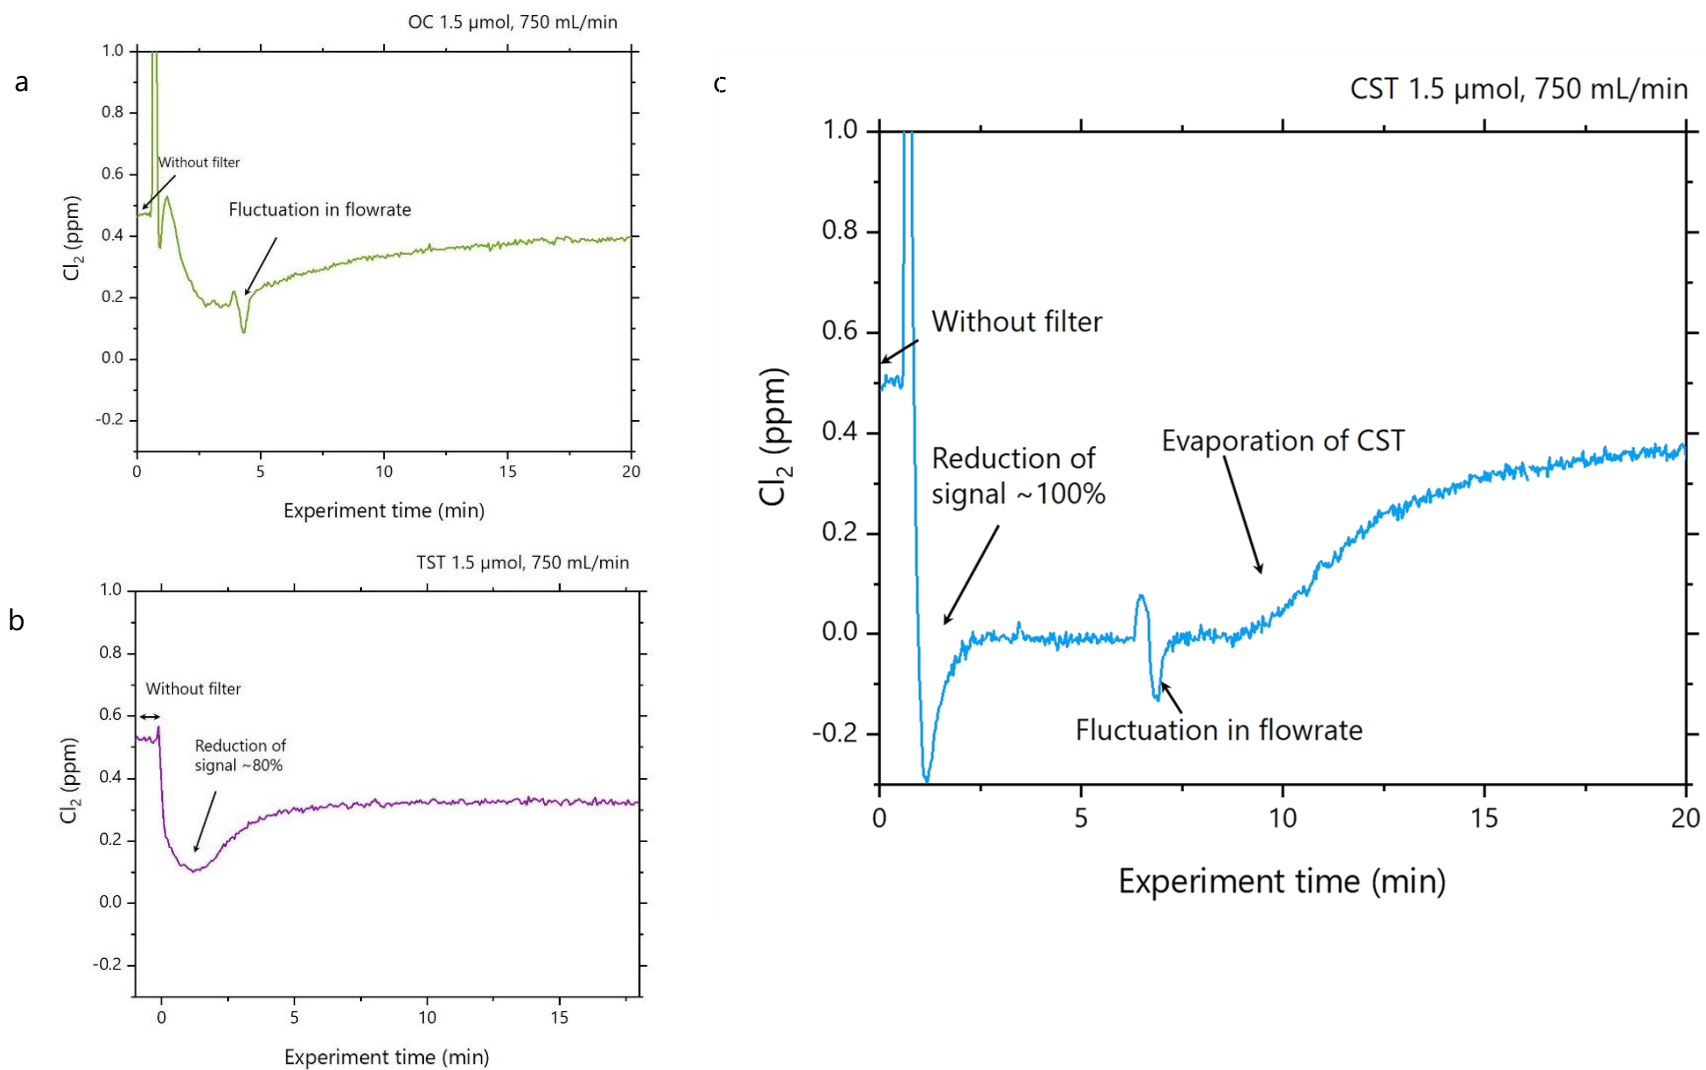 a
OC 1.5 µmol, 750 mL/min
1.0
0.8
0.6
0.4
0.2
0.0
-0.2
Cl₂ (ppm)
Without filter
Fluctuation in flowrate
0 5 10 15 20
Experiment time (min)
b
TST 1.5 µmol, 750 mL/min
1.0
0.8
0.6
0.4
0.2
0.0
-0.2
Cl₂ (ppm)
Without filter
Reduction of
signal ~80%
0 5 10 15
Experiment time (min)
c
CST 1.5 µmol, 750 mL/min
1.0
0.8
0.6
0.4
0.2
0.0
-0.2
Cl₂ (ppm)
Without filter
Reduction of
signal ~100%
Evaporation of CST
Fluctuation in flowrate
0 5 10 15 20
Experiment time (min)